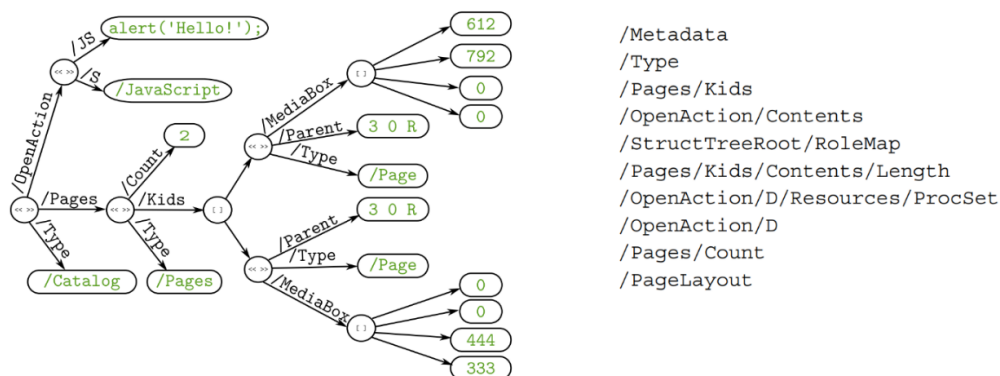 /JS
alert('Hello!');
<< >>
/S
/JavaScript
/OpenAction
/Count
2
<< >>
/Pages
<< >>
/Kids
[ ]
/Type
/Catalog
/Type
/Pages
/MediaBox
[ ]
612
792
0
0
/Parent
3 0 R
<< >>
/Type
/Page
/Parent
3 0 R
<< >>
/Type
/Page
/MediaBox
[ ]
0
0
444
333
/Metadata
/Type
/Pages/Kids
/OpenAction/Contents
/StructTreeRoot/RoleMap
/Pages/Kids/Contents/Length
/OpenAction/D/Resources/ProcSet
/OpenAction/D
/Pages/Count
/PageLayout